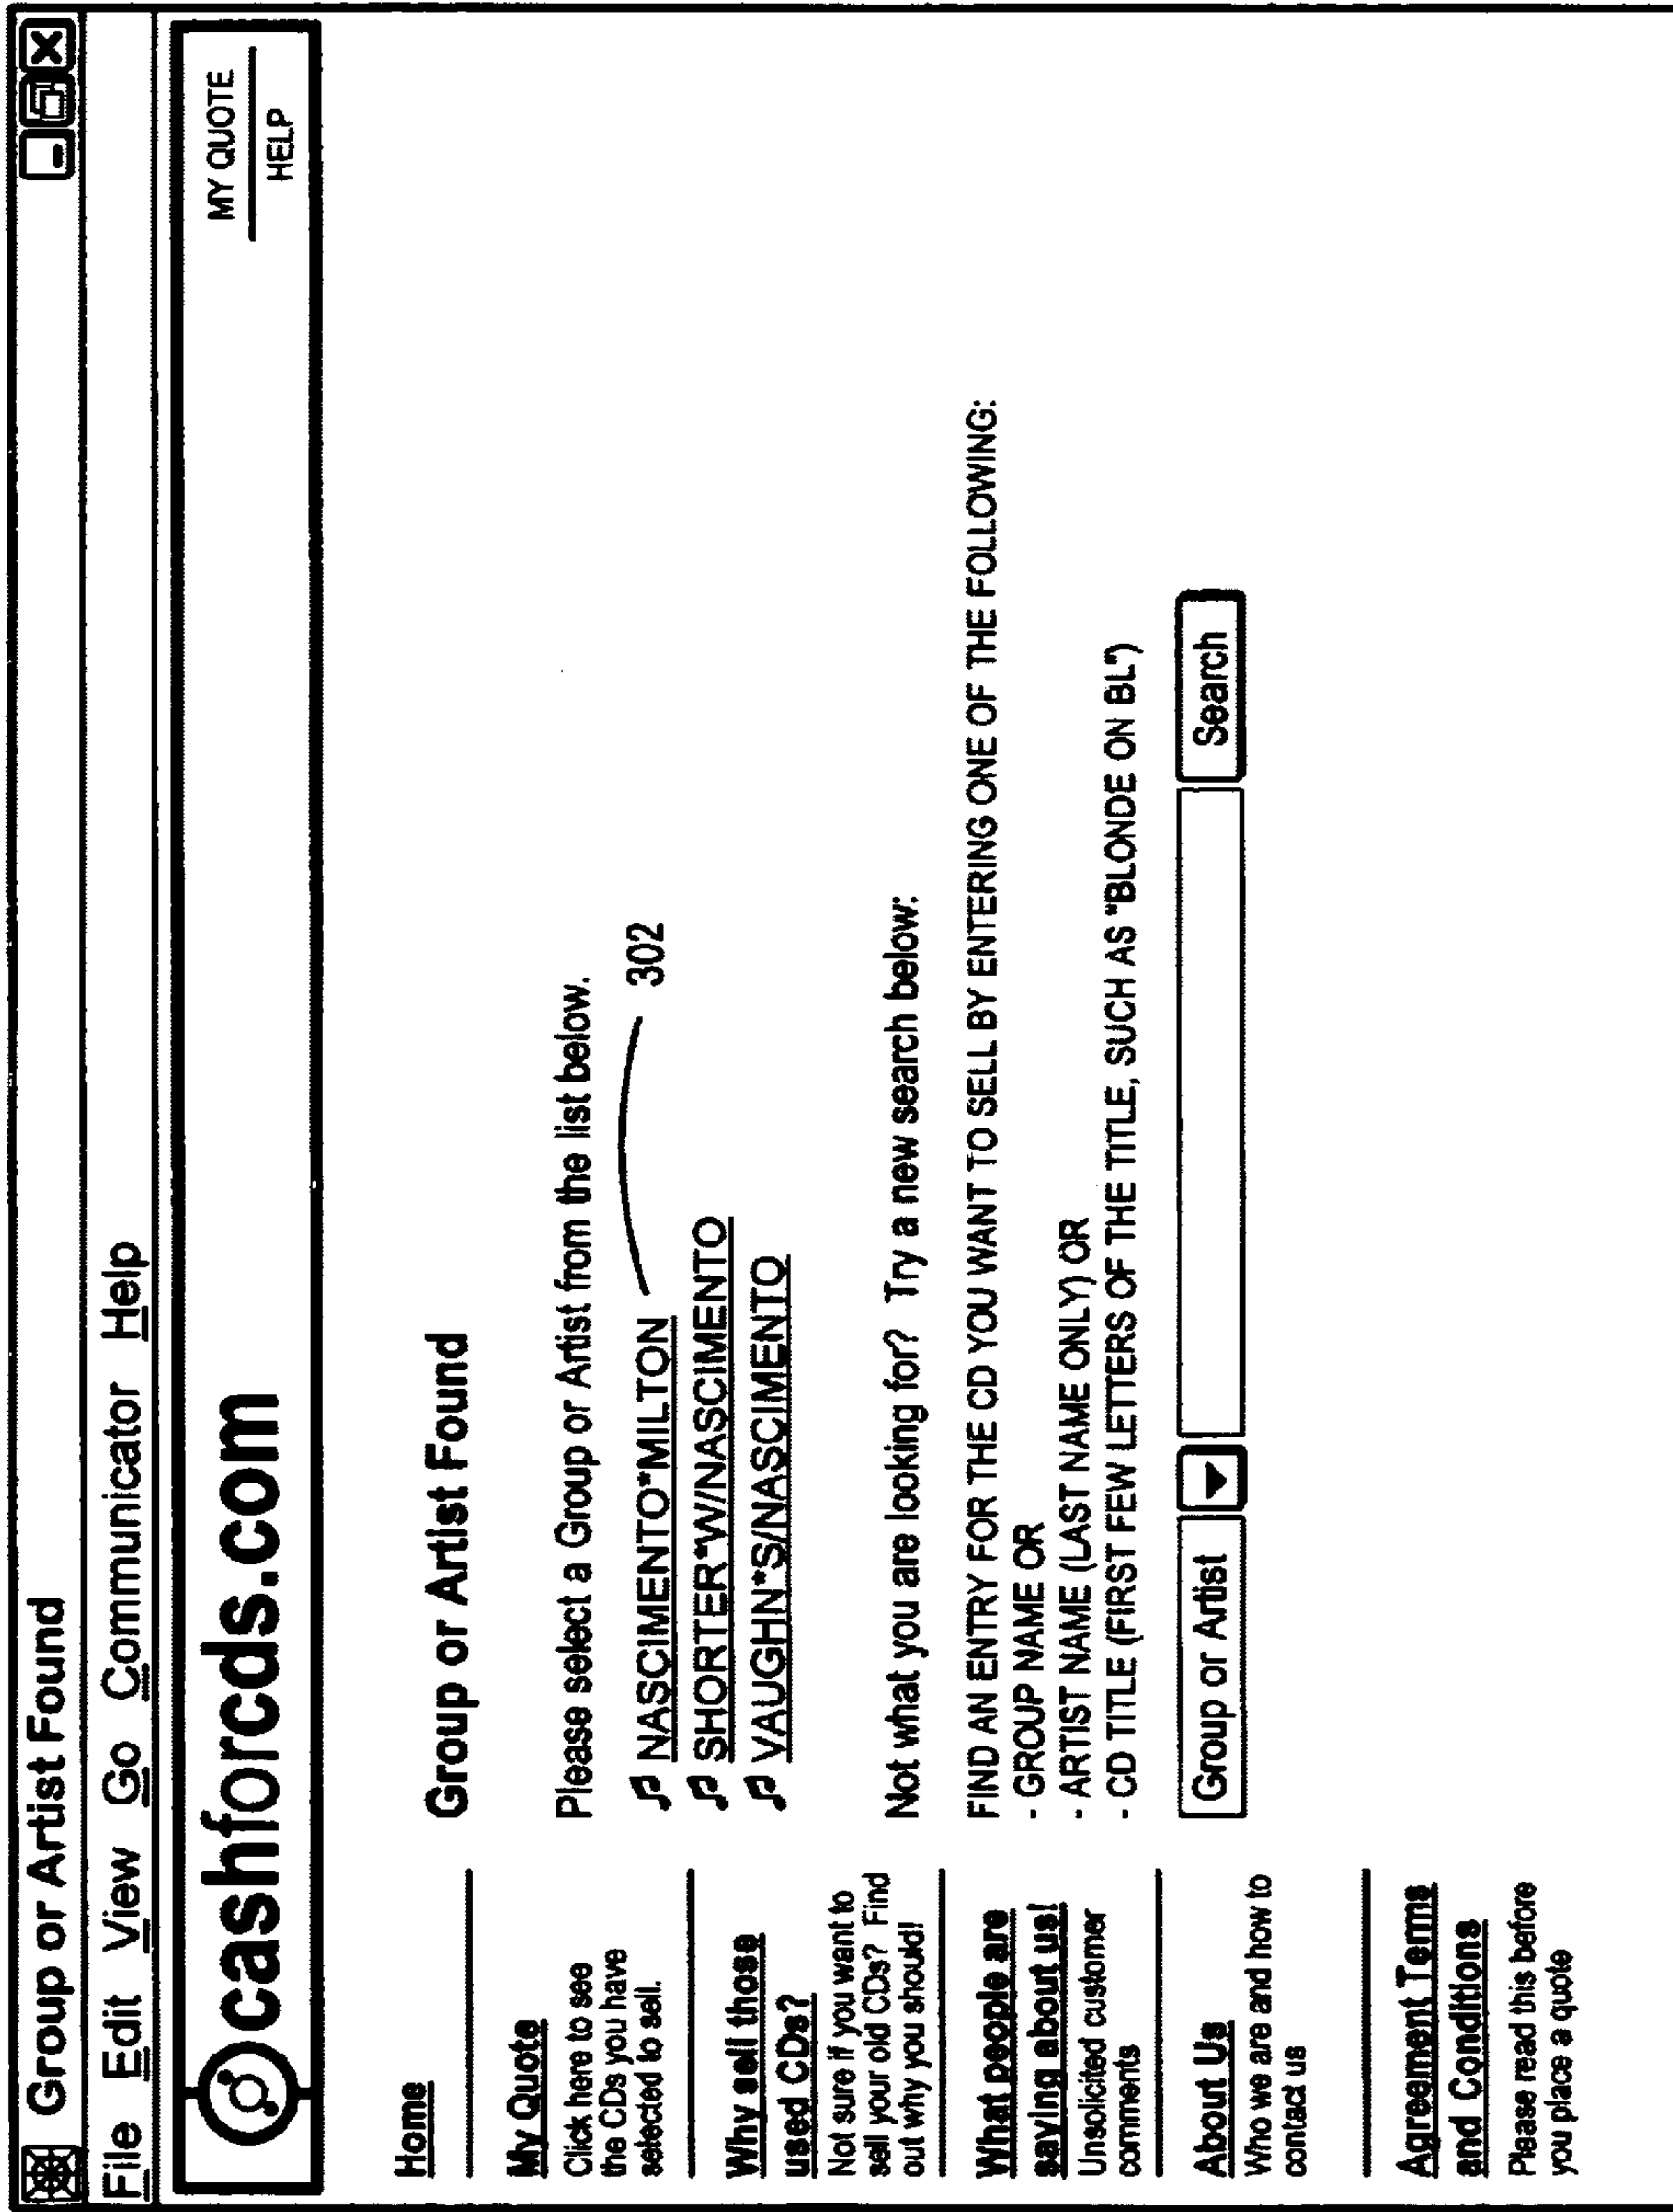 Group or Artist Found
File Edit View Go Communicator Help
cashforcds.com
MY QUOTE
HELP
Home
My Quote
Click here to see
the CDs you have
selected to sell.
Why sell those
used CDs?
Not sure if you want to
sell your old CDs? Find
out why you should!
What people are
saying about us!
Unsolicited customer
comments
About Us
Who we are and how to
contact us
Agreement Terms
and Conditions
Please read this before
you place a quote
Group or Artist Found
Please select a Group or Artist from the list below.
NASCIMENTO*MILTON
302
SHORTER*W/NASCIMENTO
VAUGHN*S/NASCIMENTO
Not what you are looking for? Try a new search below:
FIND AN ENTRY FOR THE CD YOU WANT TO SELL BY ENTERING ONE OF THE FOLLOWING:
- GROUP NAME OR
- ARTIST NAME (LAST NAME ONLY) OR
- CD TITLE (FIRST FEW LETTERS OF THE TITLE, SUCH AS "BLONDE ON BL")
Group or Artist
Search